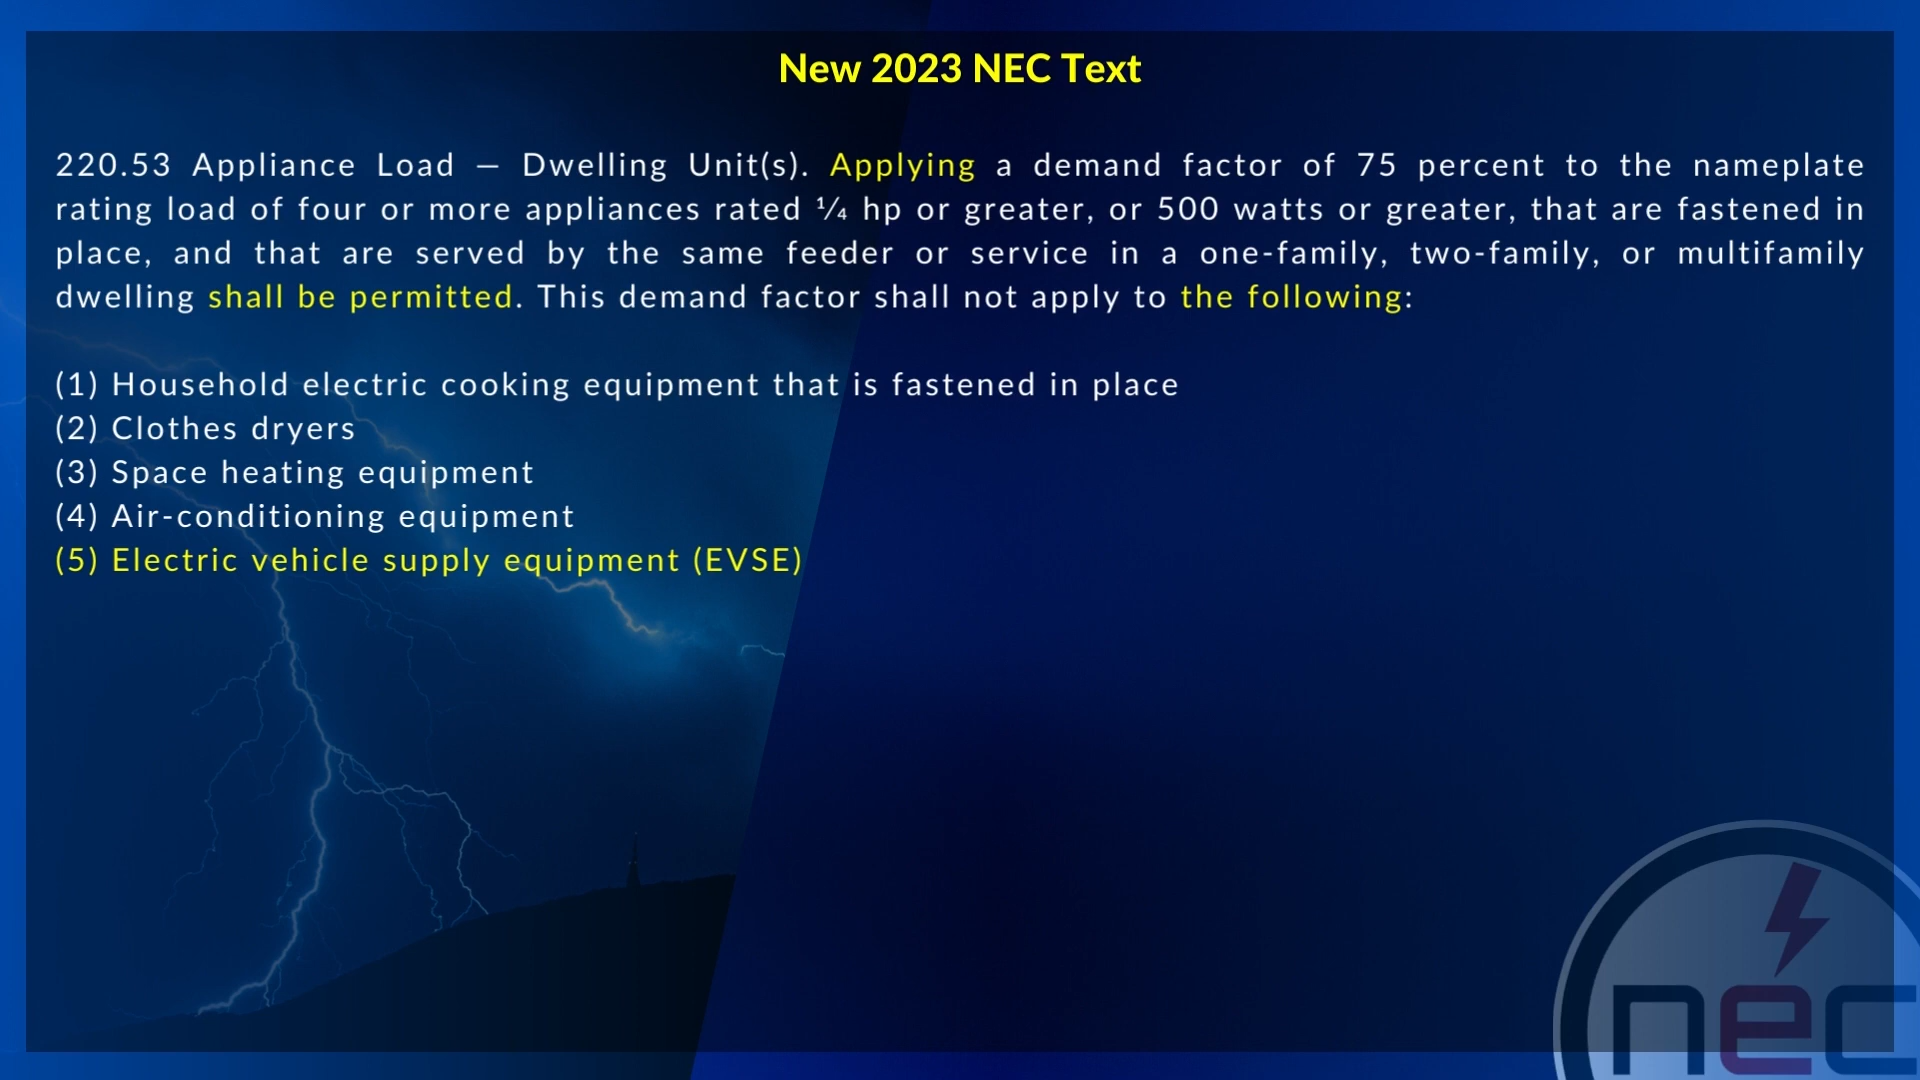 New 2023 NEC Text
220.53 Appliance Load — Dwelling Unit(s). Applying a demand factor of 75 percent to the nameplate
rating load of four or more appliances rated ¼ hp or greater, or 500 watts or greater, that are fastened in
place, and that are served by the same feeder or service in a one-family, two-family, or multifamily
dwelling shall be permitted. This demand factor shall not apply to the following:
(1) Household electric cooking equipment that is fastened in place
(2) Clothes dryers
(3) Space heating equipment
(4) Air-conditioning equipment
(5) Electric vehicle supply equipment (EVSE)
nec